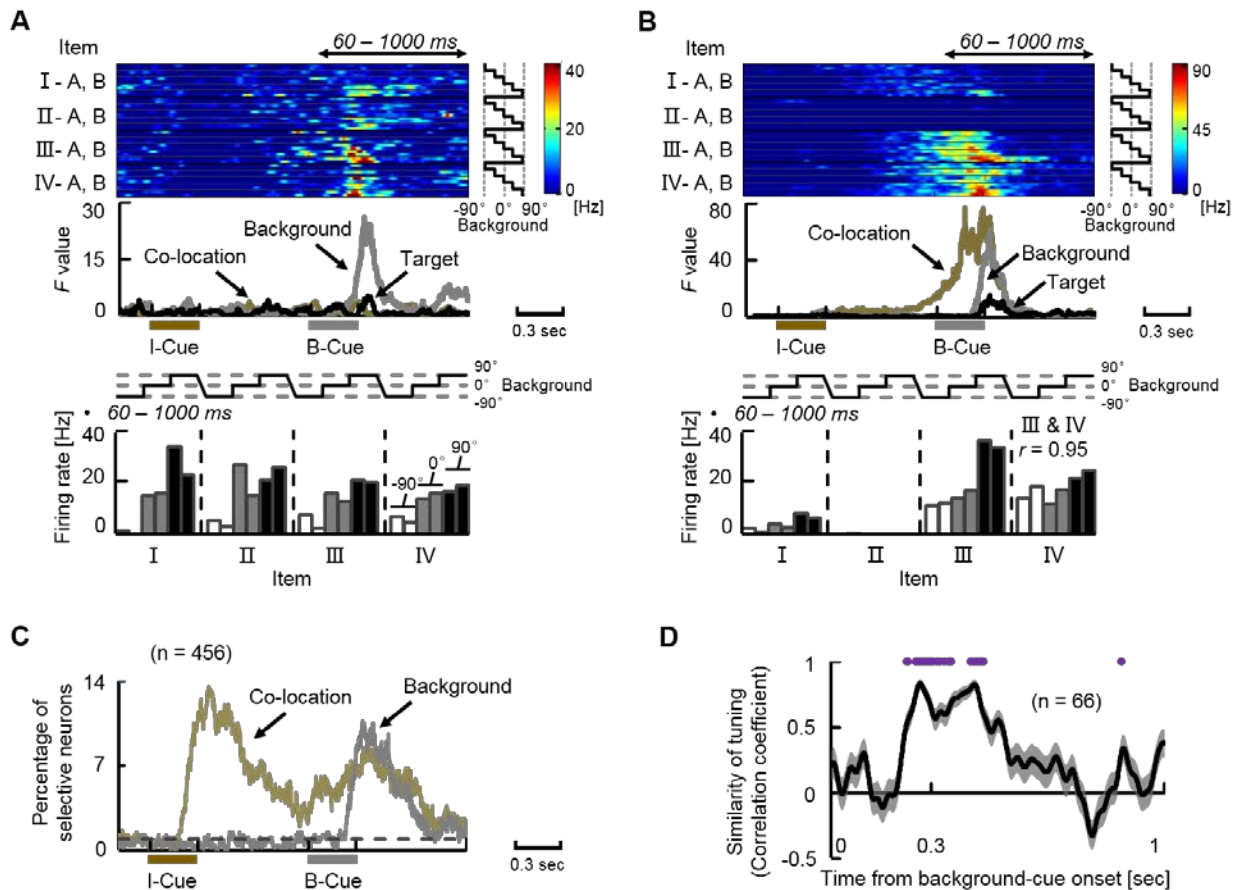 A
Item
60 – 1000 ms
I - A, B
II - A, B
III - A, B
IV- A, B
40
20
0
[Hz]
-90° 0° 90°
Background
30
15
0
F value
Co-location
Background
Target
0.3 sec
I-Cue
B-Cue
90°
0°
-90°
Background
• 60 – 1000 ms
40
20
0
Firing rate [Hz]
-90°
0°
90°
I
II
III
IV
Item
B
Item
60 – 1000 ms
I - A, B
II- A, B
III - A, B
IV- A, B
90
45
0
[Hz]
-90° 0° 90°
Background
80
40
0
F value
Co-location
Background
Target
0.3 sec
I-Cue
B-Cue
90°
0°
-90°
Background
• 60 – 1000 ms
III & IV
r = 0.95
40
20
0
Firing rate [Hz]
I
II
III
IV
Item
C
(n = 456)
14
7
0
Percentage of
selective neurons
Co-location
Background
0.3 sec
I-Cue
B-Cue
D
1
0.5
0
-0.5
Similarity of tuning
(Correlation coefficient)
(n = 66)
0
0.3
1
Time from background-cue onset [sec]